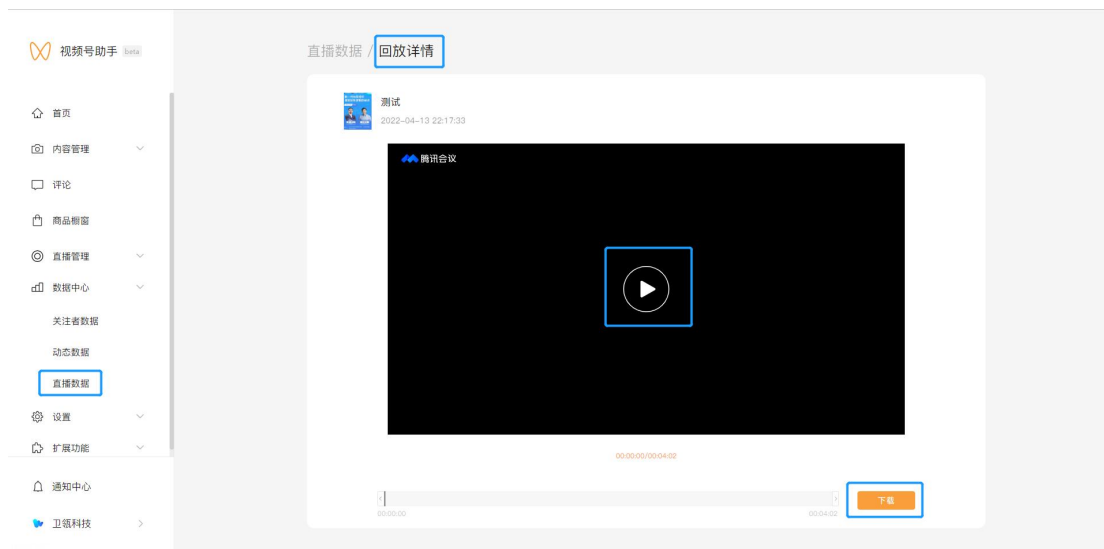 视频号助手 beta
首页
内容管理
评论
商品橱窗
直播管理
数据中心
关注者数据
动态数据
直播数据
设置
扩展功能
通知中心
卫瓴科技
直播数据 / 回放详情
测试
2022-04-13 22:17:33
腾讯会议
00:00:00/00:04:02
00:00:00
00:04:02
下载